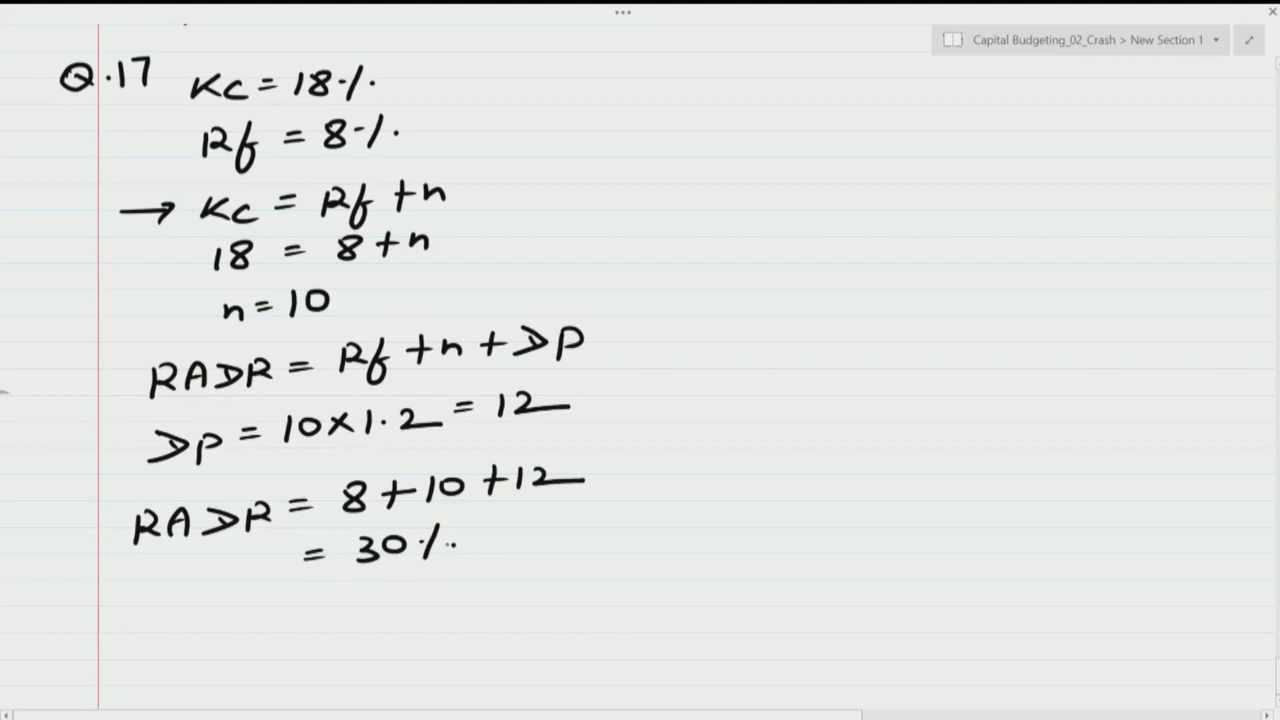 Capital Budgeting_02_Crash > New Section 1
Q.17 Kc = 18%
Rf = 8%
→ Kc = Rf + n
18 = 8 + n
n = 10
RADR = Rf + n + DP
DP = 10 × 1.2 = 12
RADR = 8 + 10 + 12
= 30%